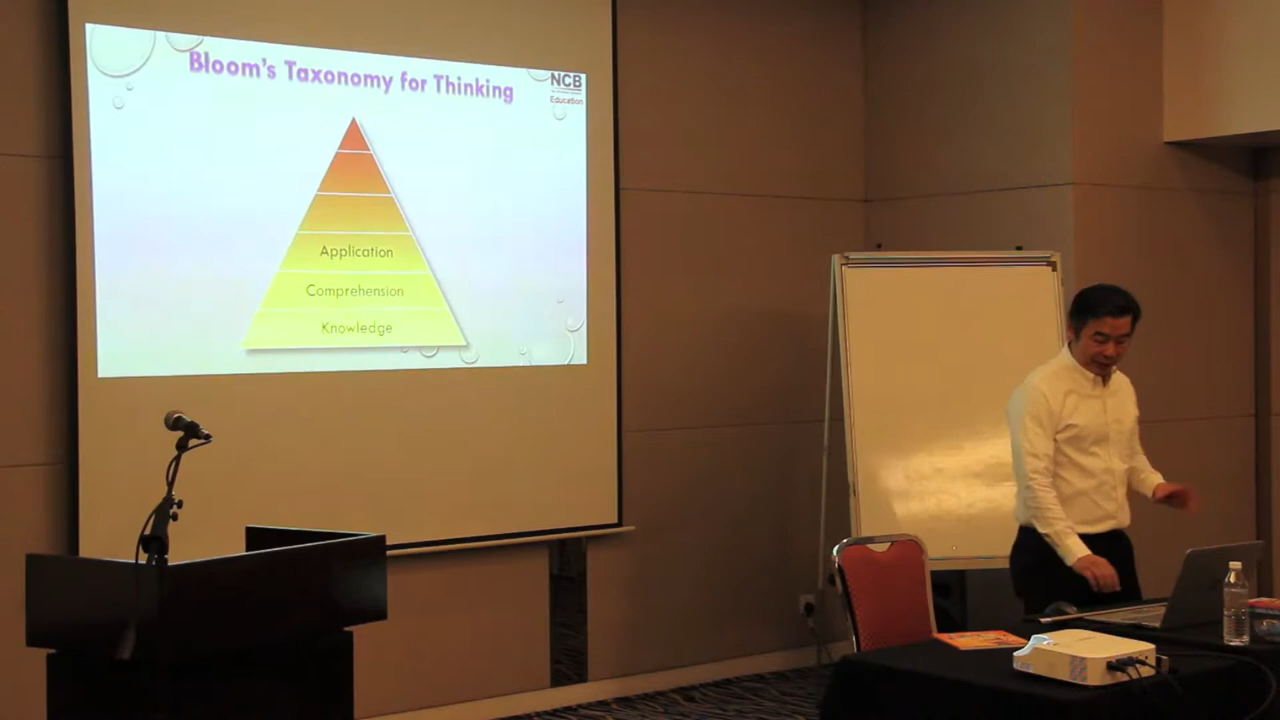 Bloom's Taxonomy for Thinking
NCB
Education
Application
Comprehension
Knowledge